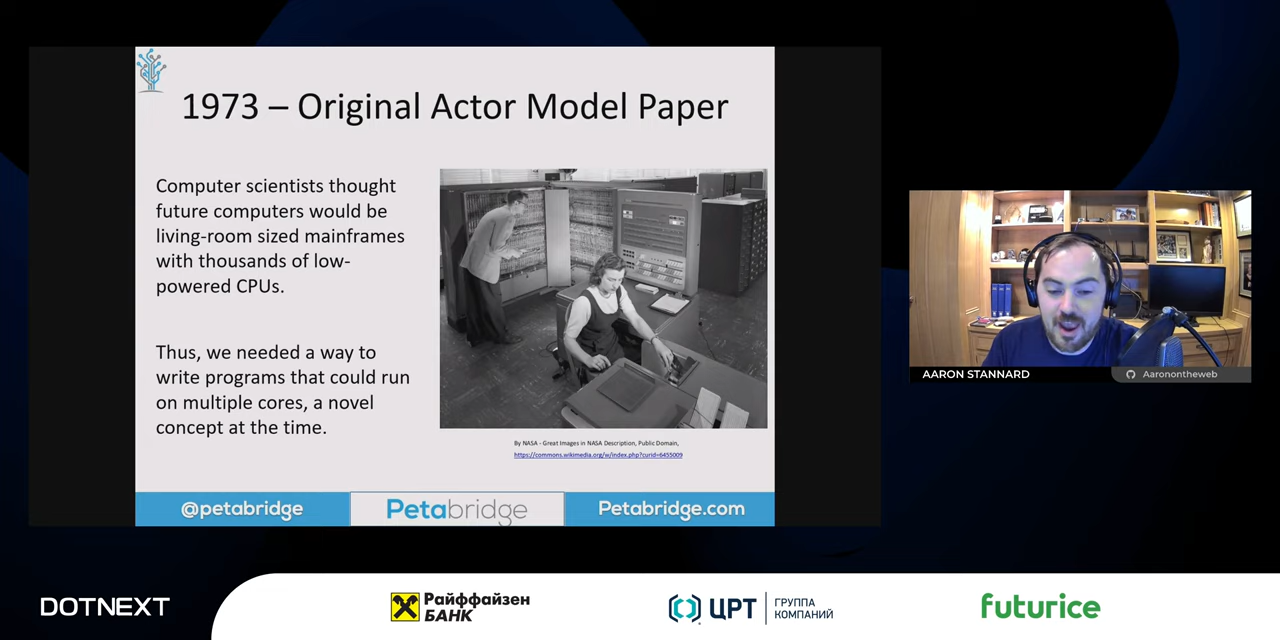 1973 – Original Actor Model Paper
Computer scientists thought
future computers would be
living-room sized mainframes
with thousands of low-
powered CPUs.
Thus, we needed a way to
write programs that could run
on multiple cores, a novel
concept at the time.
By NASA - Great Images in NASA Description, Public Domain,
https://commons.wikimedia.org/w/index.php?curid=6455009
@petabridge
Petabridge
Petabridge.com
AARON STANNARD
Aaronontheweb
DOTNEXT
Райффайзен
БАНК
ЦРТ
ГРУППА
КОМПАНИЙ
futurice